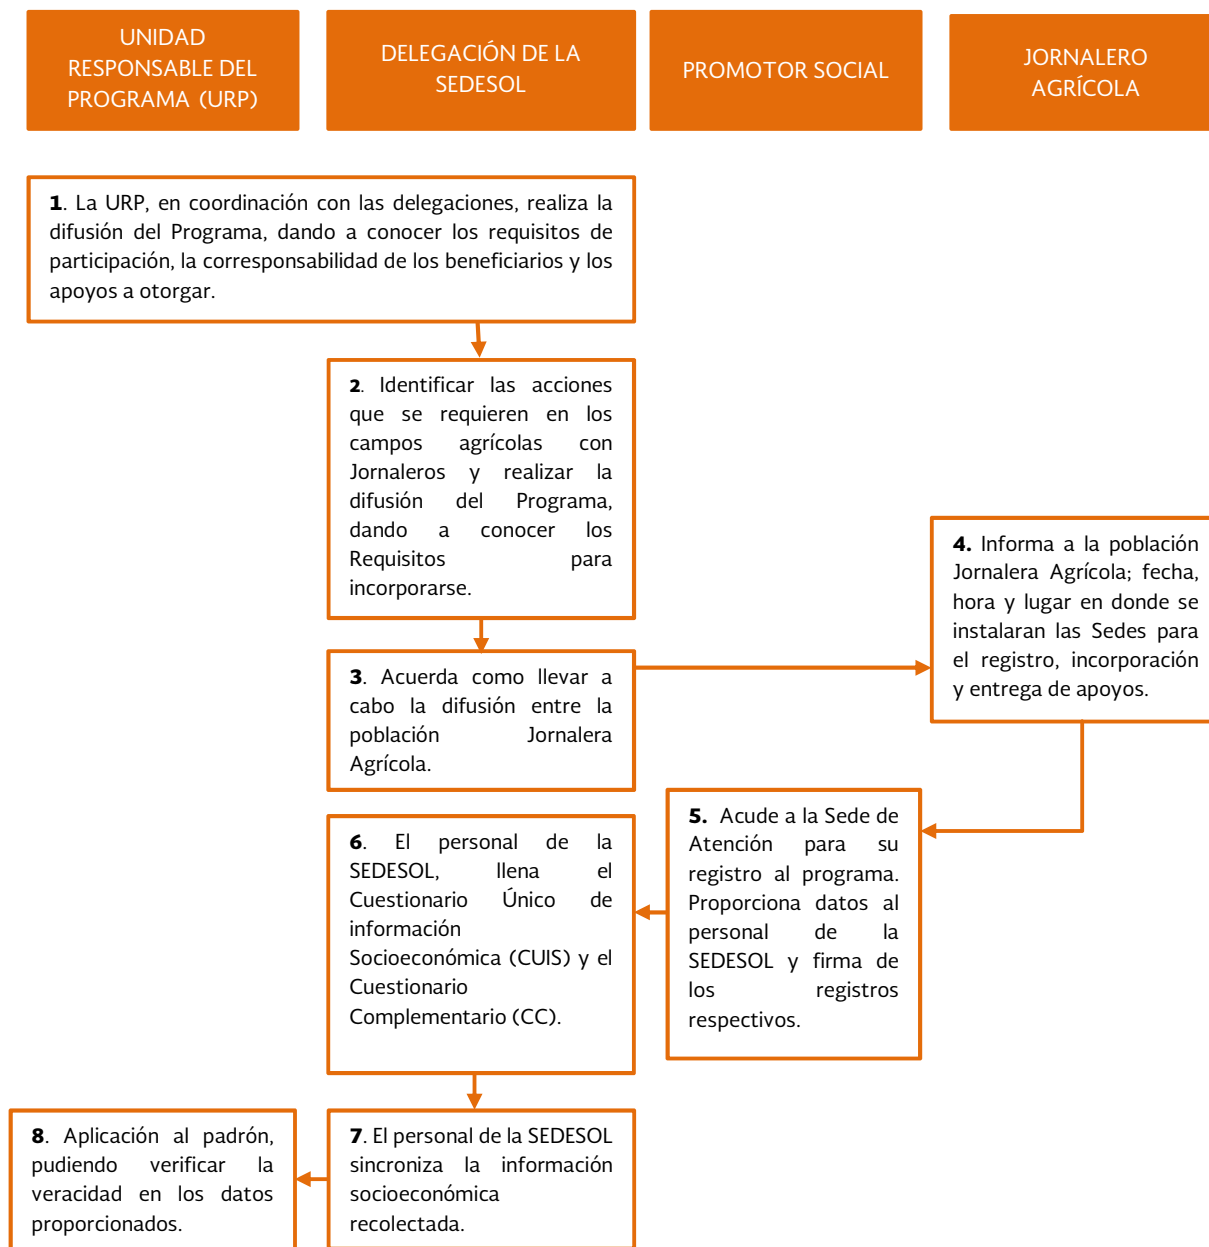 UNIDAD
RESPONSABLE DEL
PROGRAMA (URP)
DELEGACIÓN DE LA
SEDESOL
PROMOTOR SOCIAL
JORNALERO
AGRÍCOLA
1. La URP, en coordinación con las delegaciones, realiza la
difusión del Programa, dando a conocer los requisitos de
participación, la corresponsabilidad de los beneficiarios y los
apoyos a otorgar.
2. Identificar las acciones
que se requieren en los
campos agrícolas con
Jornaleros y realizar la
difusión del Programa,
dando a conocer los
Requisitos para
incorporarse.
3. Acuerda como llevar a
cabo la difusión entre la
población Jornalera
Agrícola.
4. Informa a la población
Jornalera Agrícola; fecha,
hora y lugar en donde se
instalaran las Sedes para
el registro, incorporación
y entrega de apoyos.
5. Acude a la Sede de
Atención para su
registro al programa.
Proporciona datos al
personal de la
SEDESOL y firma de
los registros
respectivos.
6. El personal de la
SEDESOL, llena el
Cuestionario Único de
información
Socioeconómica (CUIS) y el
Cuestionario
Complementario (CC).
7. El personal de la SEDESOL
sincroniza la información
socioeconómica
recolectada.
8. Aplicación al padrón,
pudiendo verificar la
veracidad en los datos
proporcionados.